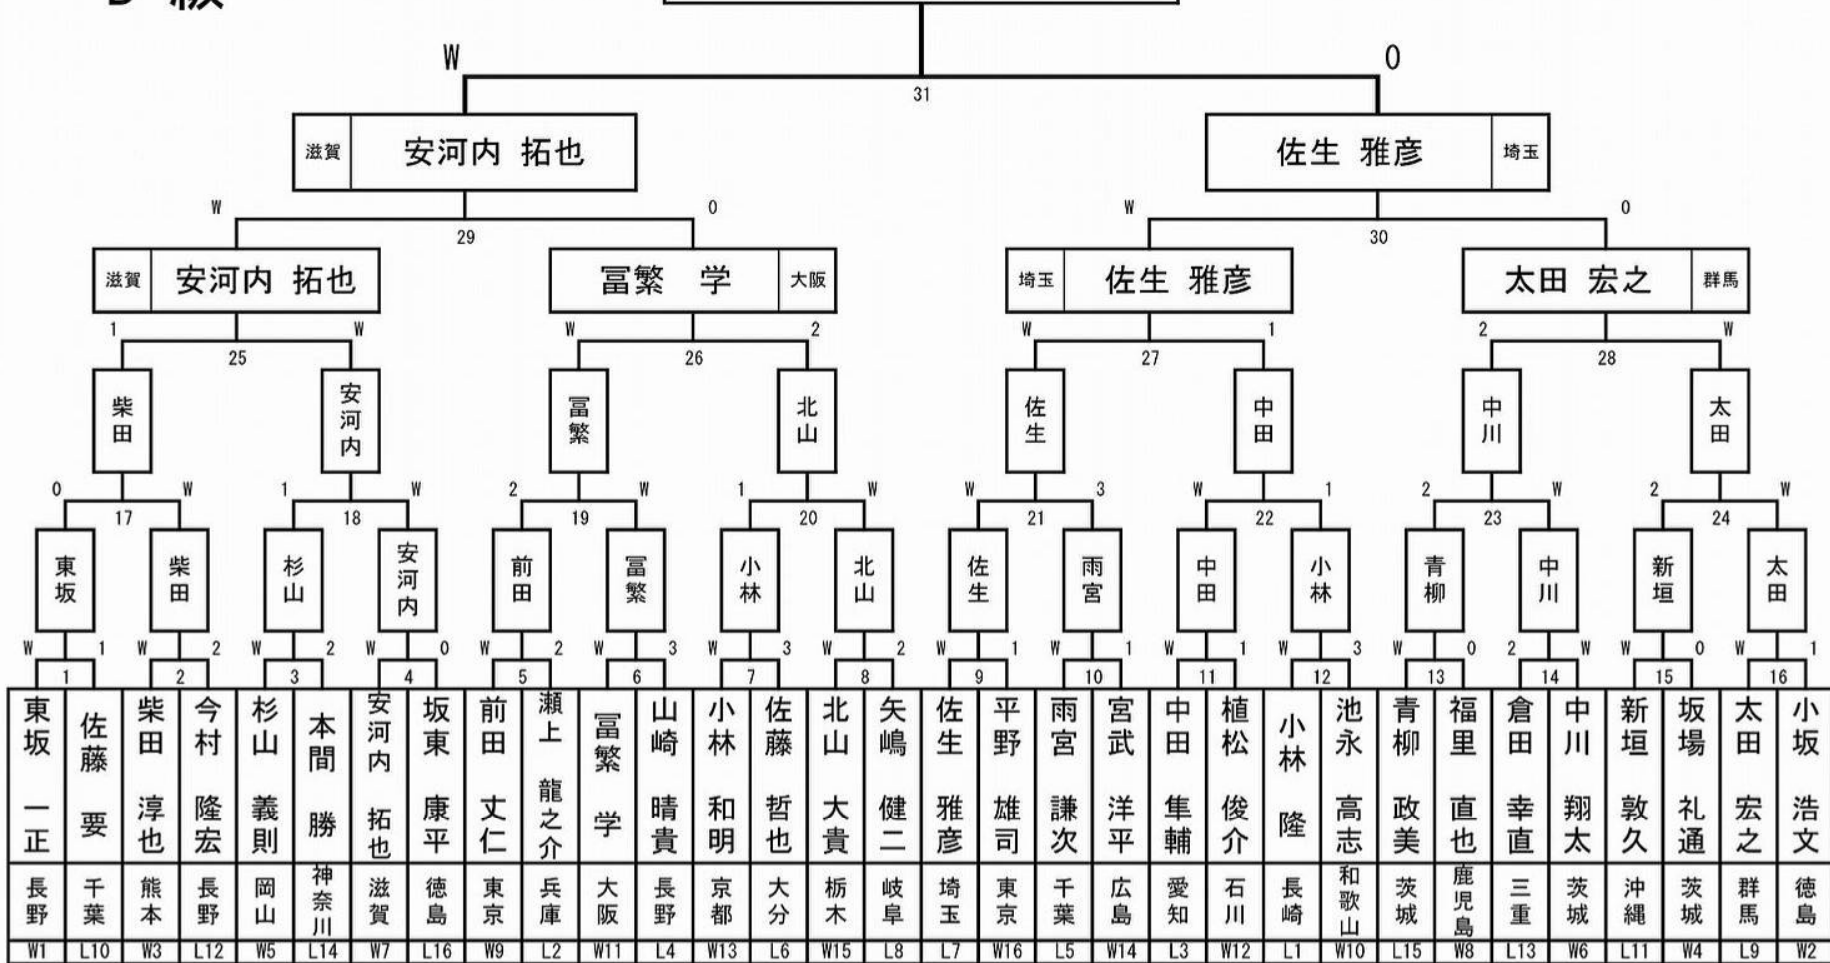 B 級
W 0
31
滋賀 安河内 拓也 佐生 雅彦 埼玉
W 0 W 0
29 30
滋賀 安河内 拓也 冨繁 学 大阪 埼玉 佐生 雅彦 太田 宏之 群馬
1 W W 2 W 1 2 W
25 26 27 28
柴田 安河内 冨繁 北山 佐生 中田 中川 太田
0 W 1 W 2 W 1 W W 3 W 1 2 W 2 W
17 18 19 20 21 22 23 24
東坂 柴田 杉山 安河内 前田 冨繁 小林 北山 佐生 雨宮 中田 小林 青柳 中川 新垣 太田
W 1 W 2 W 2 W 0 W 2 W 3 W 3 W 2 W 1 W 1 W 1 W 3 W 0 2 W W 0 W 1
1 2 3 4 5 6 7 8 9 10 11 12 13 14 15 16
東坂 一正 佐藤 要 柴田 淳也 今村 隆宏 杉山 義則 本間 勝 安河内 拓也 坂東 康平 前田 丈仁 瀬上 龍之介 冨繁 学 山崎 晴貴 小林 和明 佐藤 哲也 北山 大貴 矢嶋 健二 佐生 雅彦 平野 雄司 雨宮 謙次 宮武 洋平 中田 隼輔 植松 俊介 小林 隆 池永 高志 青柳 政美 福里 直也 倉田 幸直 中川 翔太 新垣 敦久 坂場 礼通 太田 宏之 小坂 浩文
長野 千葉 熊本 長野 岡山 神奈川 滋賀 徳島 東京 兵庫 大阪 長野 京都 大分 栃木 岐阜 埼玉 東京 千葉 広島 愛知 石川 長崎 和歌山 茨城 鹿児島 三重 茨城 沖縄 茨城 群馬 徳島
W1 L10 W3 L12 W5 L14 W7 L16 W9 L2 W11 L4 W13 L6 W15 L8 L7 W16 L5 W14 L3 W12 L1 W10 L15 W8 L13 W6 L11 W4 L9 W2